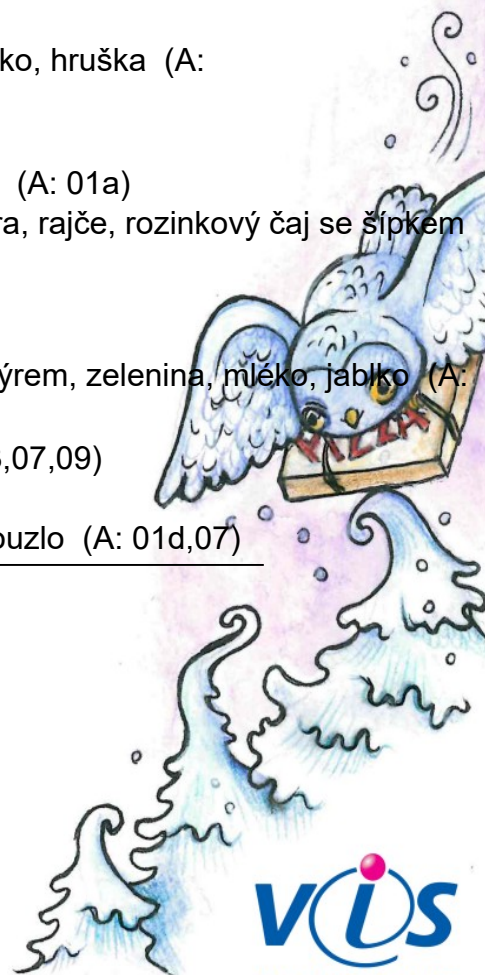 ko, hruška (A:
(A: 01a)
ra, rajče, rozinkový čaj se šípkem
ýrem, zelenina, mléko, jablko (A:
,07,09)
PIZZA
ouzlo (A: 01d,07)
vis